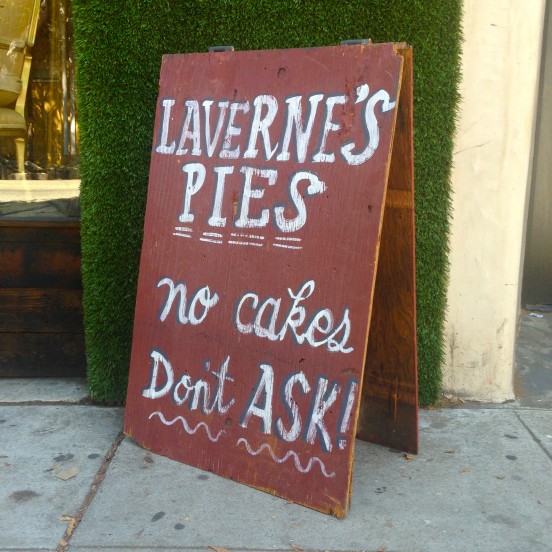 LAVERNE'S
PIES
no cakes
Don't ASK!